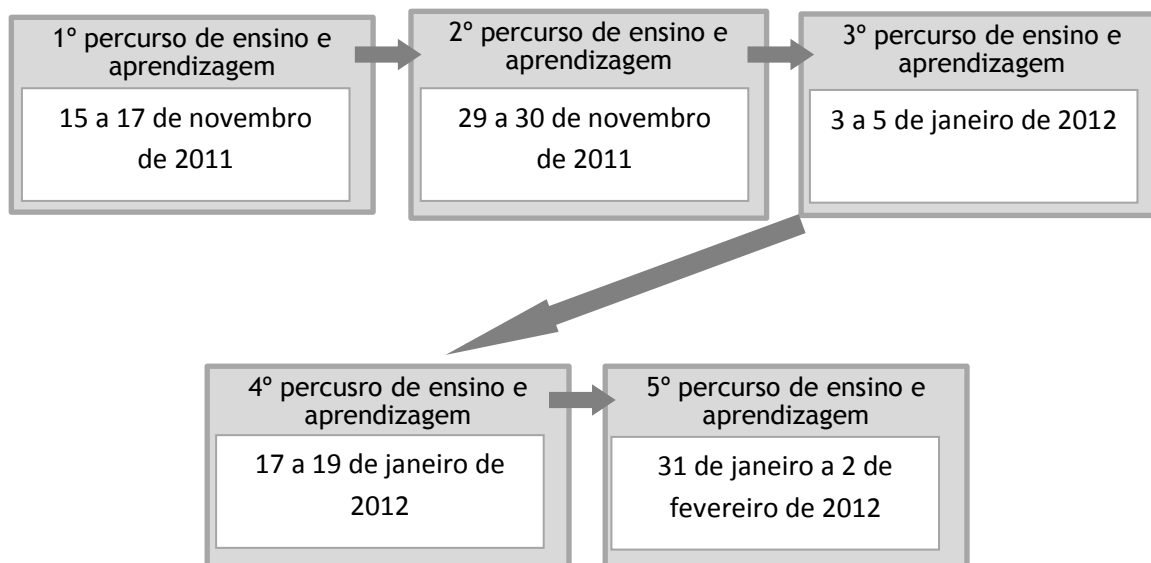 1º percurso de ensino e
aprendizagem
15 a 17 de novembro
de 2011
2º percurso de ensino e
aprendizagem
29 a 30 de novembro
de 2011
3º percurso de ensino e
aprendizagem
3 a 5 de janeiro de 2012
4º percusro de ensino e
aprendizagem
17 a 19 de janeiro de
2012
5º percurso de ensino e
aprendizagem
31 de janeiro a 2 de
fevereiro de 2012